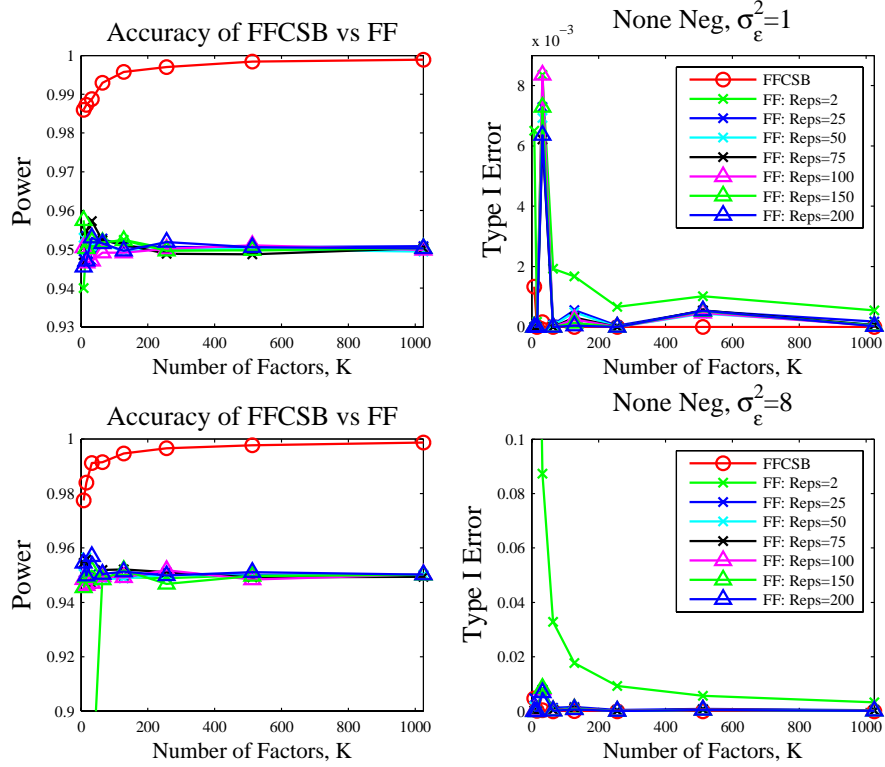 Accuracy of FFCSB vs FF
1
0.99
0.98
0.97
0.96
0.95
0.94
0.93
Power
0
200
400
600
800
1000
Number of Factors, K
None Neg, σ²ε=1
x 10⁻³
8
6
4
2
0
Type I Error
FFCSB
FF: Reps=2
FF: Reps=25
FF: Reps=50
FF: Reps=75
FF: Reps=100
FF: Reps=150
FF: Reps=200
0
200
400
600
800
1000
Number of Factors, K
Accuracy of FFCSB vs FF
1
0.98
0.96
0.94
0.92
0.9
Power
0
200
400
600
800
1000
Number of Factors, K
None Neg, σ²ε=8
0.1
0.08
0.06
0.04
0.02
0
Type I Error
FFCSB
FF: Reps=2
FF: Reps=25
FF: Reps=50
FF: Reps=75
FF: Reps=100
FF: Reps=150
FF: Reps=200
0
200
400
600
800
1000
Number of Factors, K